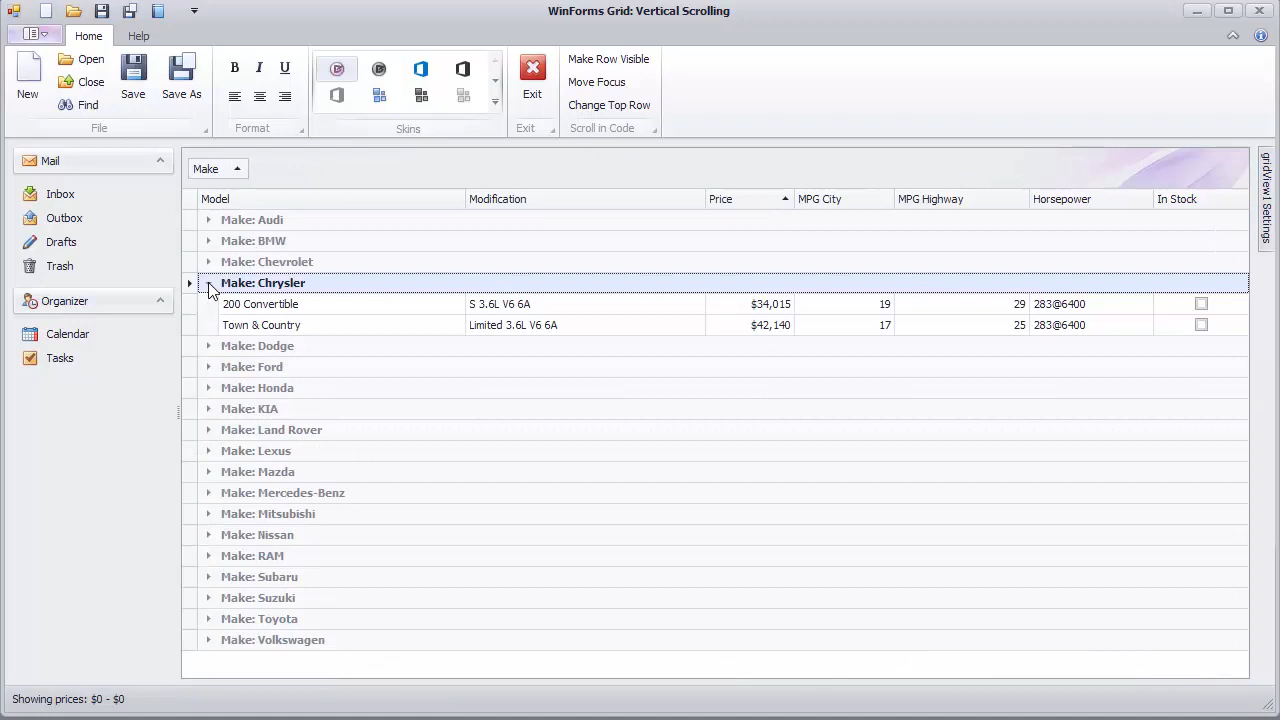 WinForms Grid: Vertical Scrolling
Home Help
New
Open
Close
Find
Save
Save As
File
B I U
Format
Skins
Exit
Exit
Make Row Visible
Move Focus
Change Top Row
Scroll in Code
Mail
Inbox
Outbox
Drafts
Trash
Organizer
Calendar
Tasks
Make
Model Modification Price MPG City MPG Highway Horsepower In Stock
Make: Audi
Make: BMW
Make: Chevrolet
Make: Chrysler
200 Convertible S 3.6L V6 6A $34,015 19 29 283@6400
Town & Country Limited 3.6L V6 6A $42,140 17 25 283@6400
Make: Dodge
Make: Ford
Make: Honda
Make: KIA
Make: Land Rover
Make: Lexus
Make: Mazda
Make: Mercedes-Benz
Make: Mitsubishi
Make: Nissan
Make: RAM
Make: Subaru
Make: Suzuki
Make: Toyota
Make: Volkswagen
gridView1 Settings
Showing prices: $0 - $0